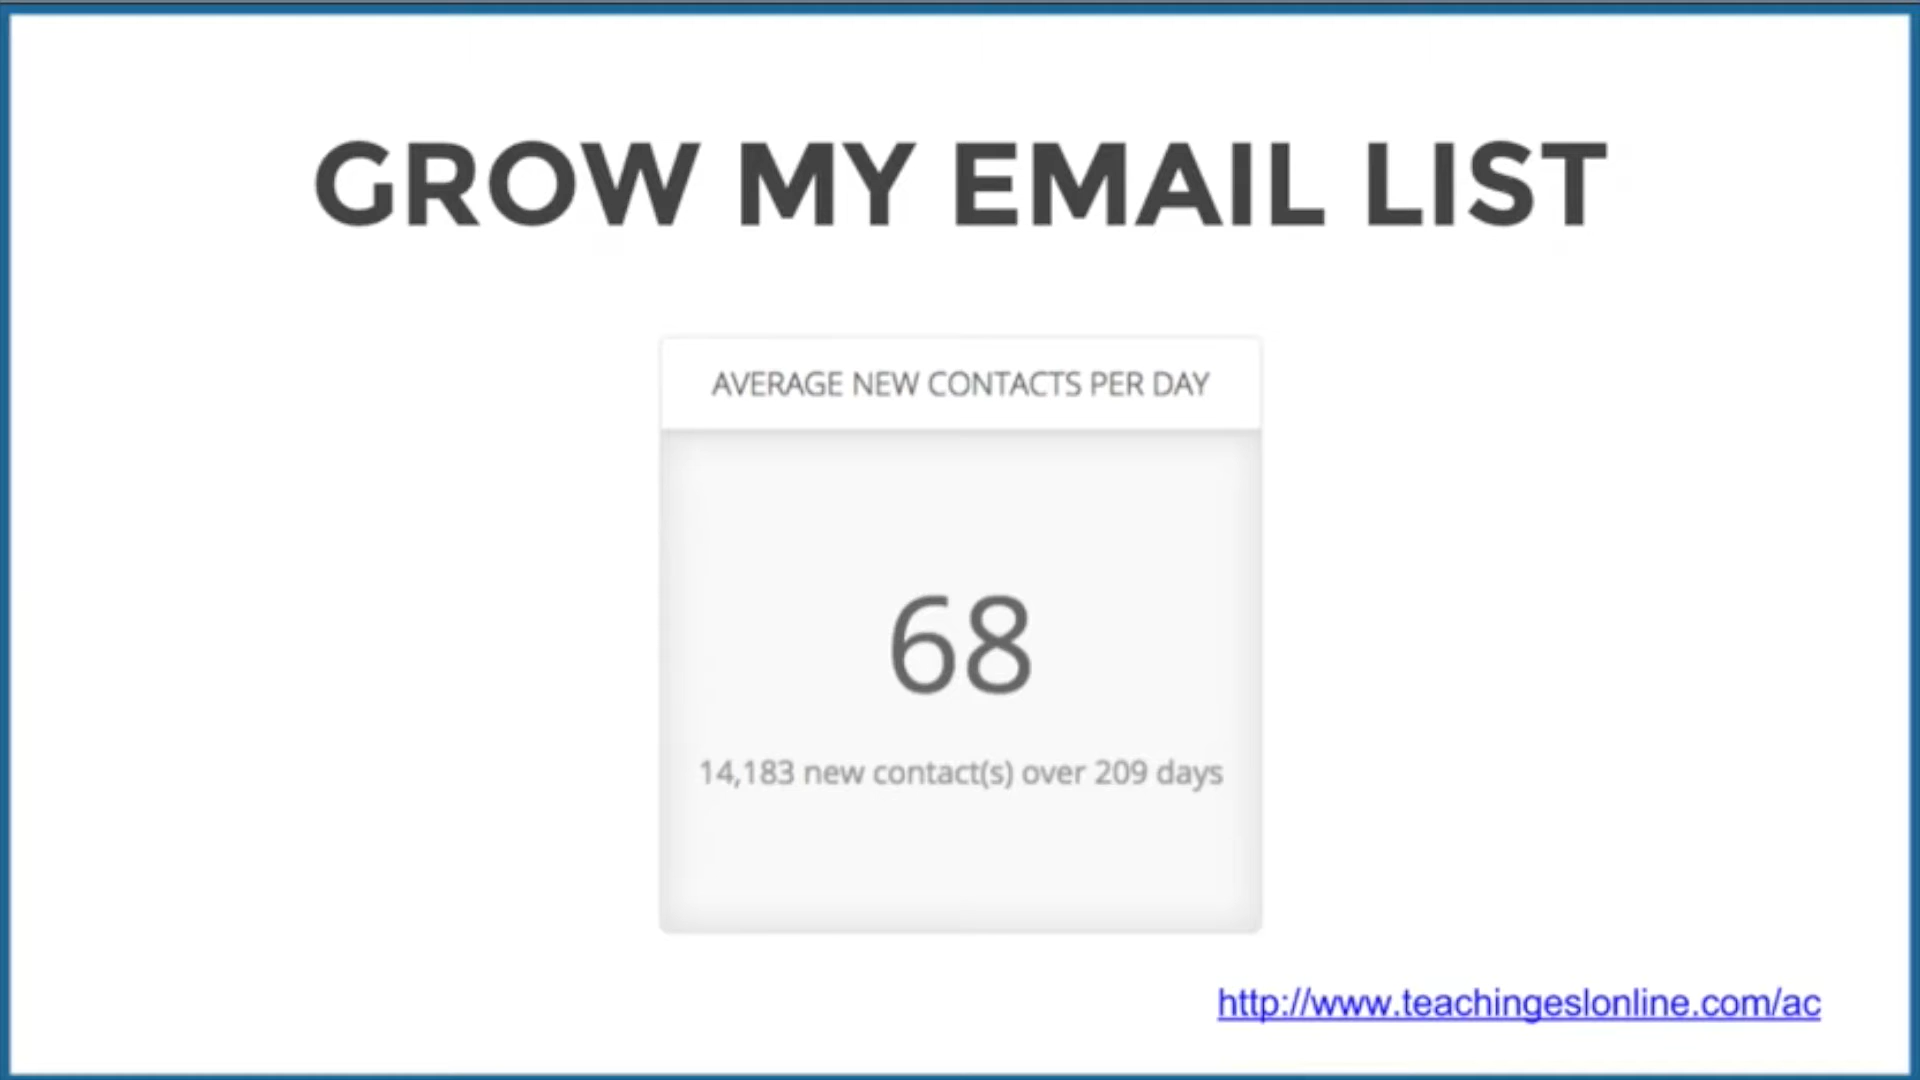 GROW MY EMAIL LIST
AVERAGE NEW CONTACTS PER DAY
68
14,183 new contact(s) over 209 days
http://www.teachingeslonline.com/ac